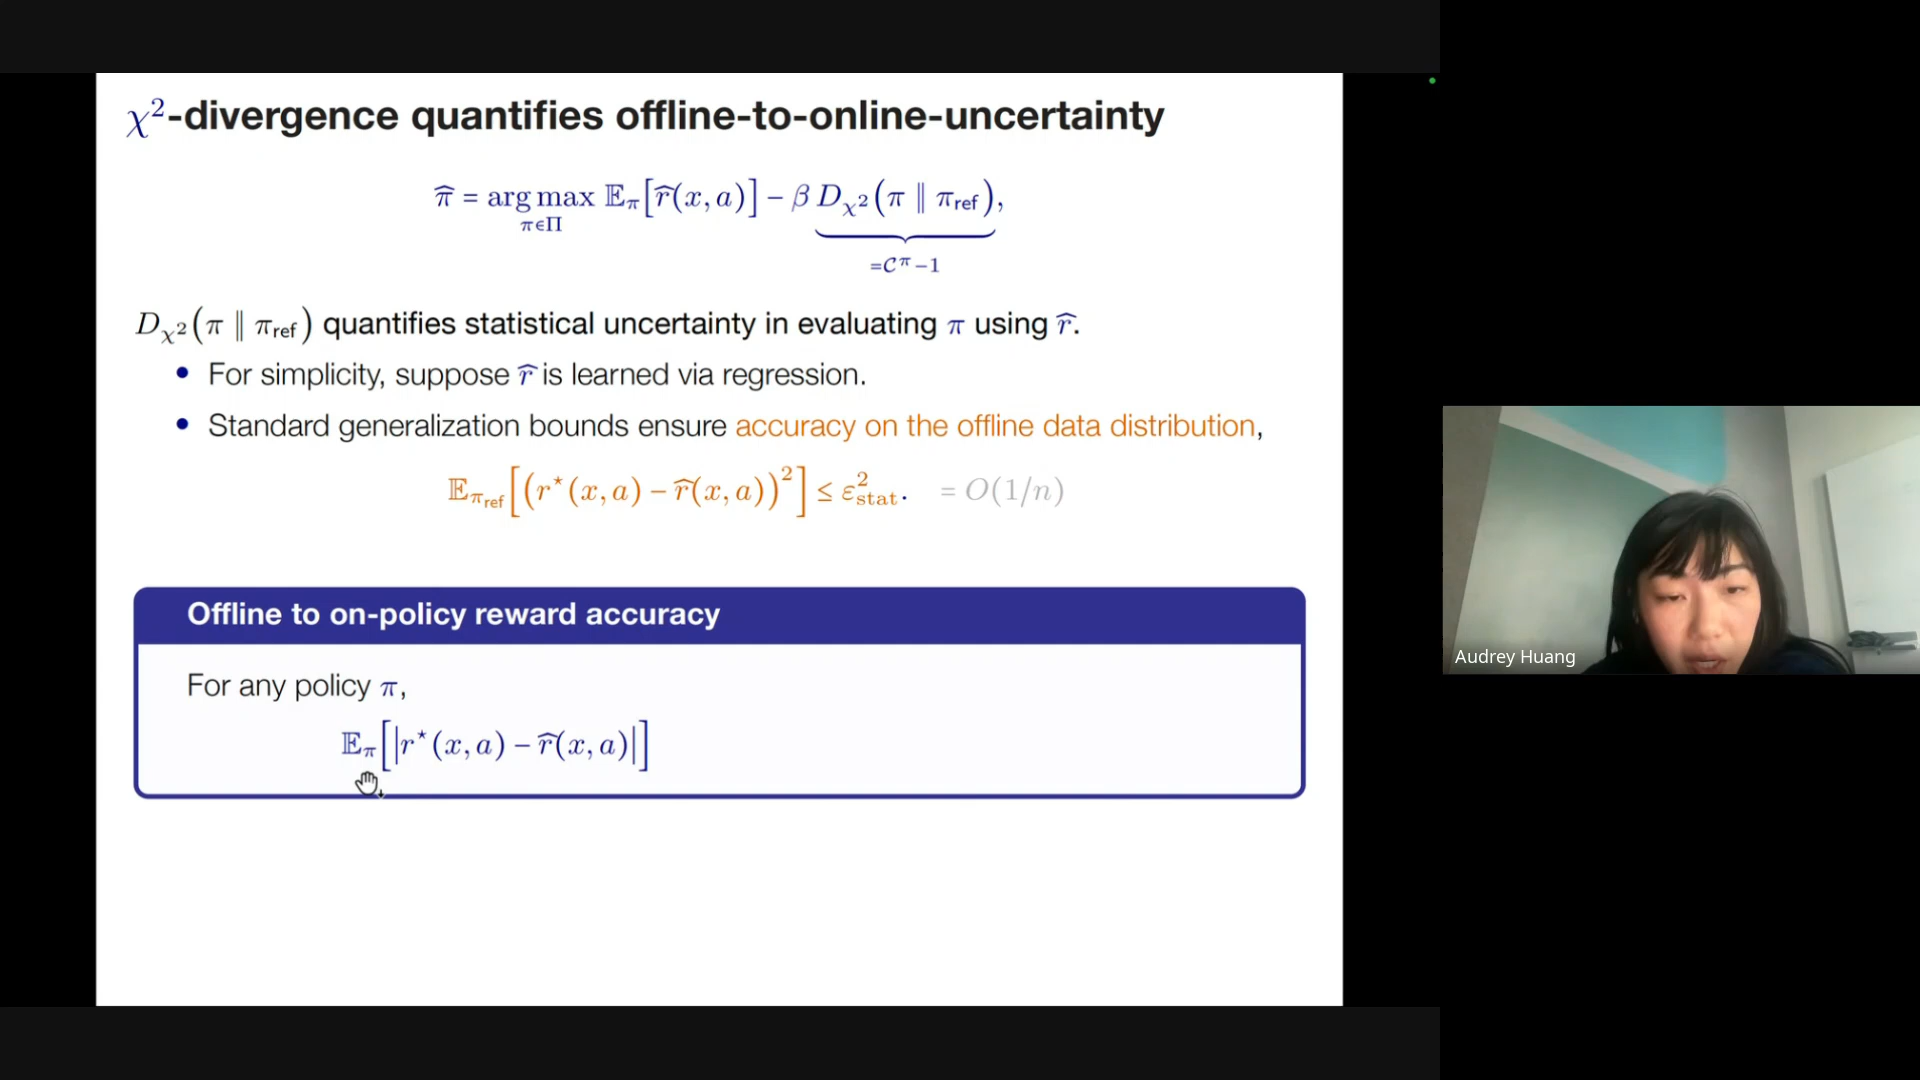 χ²-divergence quantifies offline-to-online-uncertainty
π̂ = arg max_{π∈Π} 𝔼_π[r̂(x, a)] − β D_{χ²}(π ∥ π_ref),
=𝒞^π−1
D_{χ²}(π ∥ π_ref) quantifies statistical uncertainty in evaluating π using r̂.
• For simplicity, suppose r̂ is learned via regression.
• Standard generalization bounds ensure accuracy on the offline data distribution,
𝔼_{π_ref}[(r*(x, a) − r̂(x, a))²] ≤ ε²_stat. = O(1/n)
Offline to on-policy reward accuracy
For any policy π,
𝔼_π[|r*(x, a) − r̂(x, a)|]
Audrey Huang